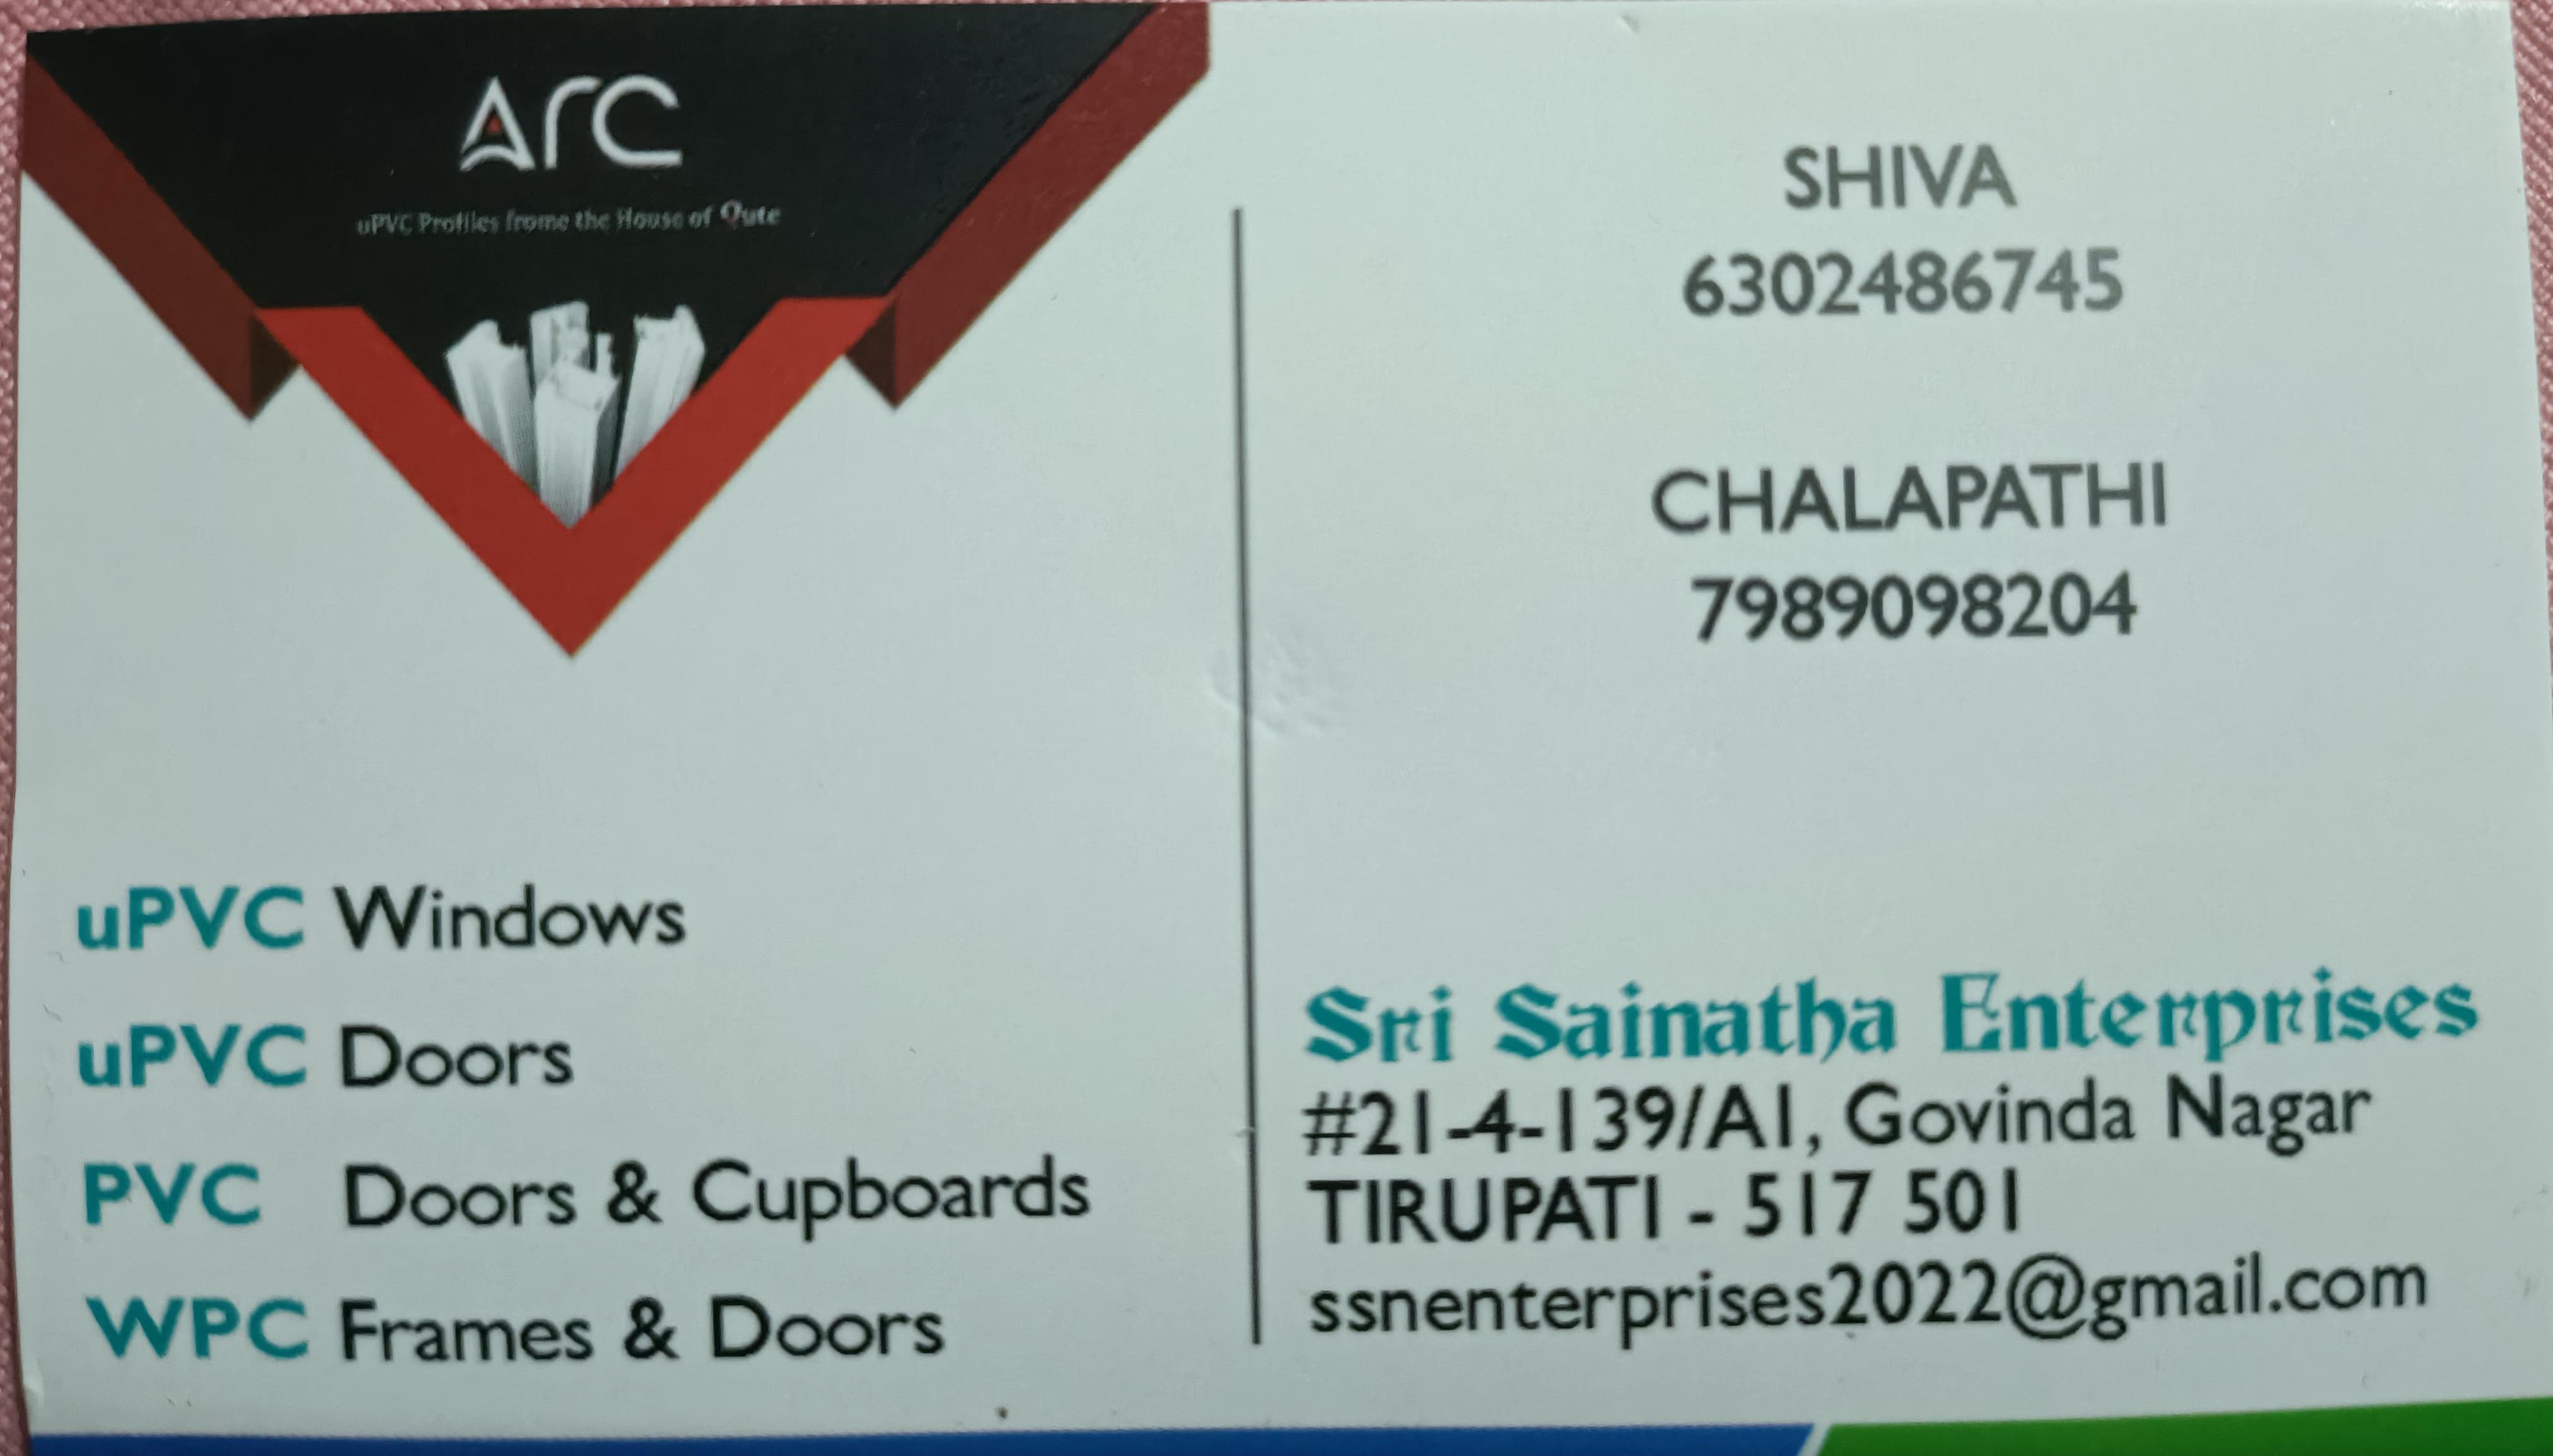 Arc
uPVC Profiles frome the House of Qute
uPVC Windows
uPVC Doors
PVC Doors & Cupboards
WPC Frames & Doors
SHIVA
6302486745
CHALAPATHI
7989098204
Sri Sainatha Enterprises
#21-4-139/A1, Govinda Nagar
TIRUPATI - 517 501
ssnenterprises2022@gmail.com